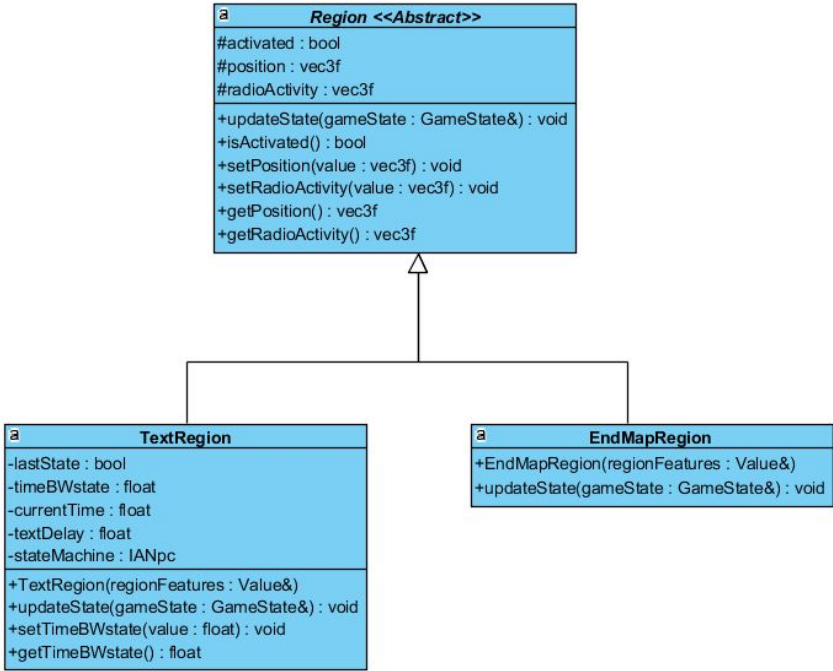 a
Region <<Abstract>>
#activated : bool
#position : vec3f
#radioActivity : vec3f
+updateState(gameState : GameState&) : void
+isActivated() : bool
+setPosition(value : vec3f) : void
+setRadioActivity(value : vec3f) : void
+getPosition() : vec3f
+getRadioActivity() : vec3f
a
TextRegion
-lastState : bool
-timeBWstate : float
-currentTime : float
-textDelay : float
-stateMachine : IANpc
+TextRegion(regionFeatures : Value&)
+updateState(gameState : GameState&) : void
+setTimeBWstate(value : float) : void
+getTimeBWstate() : float
a
EndMapRegion
+EndMapRegion(regionFeatures : Value&)
+updateState(gameState : GameState&) : void